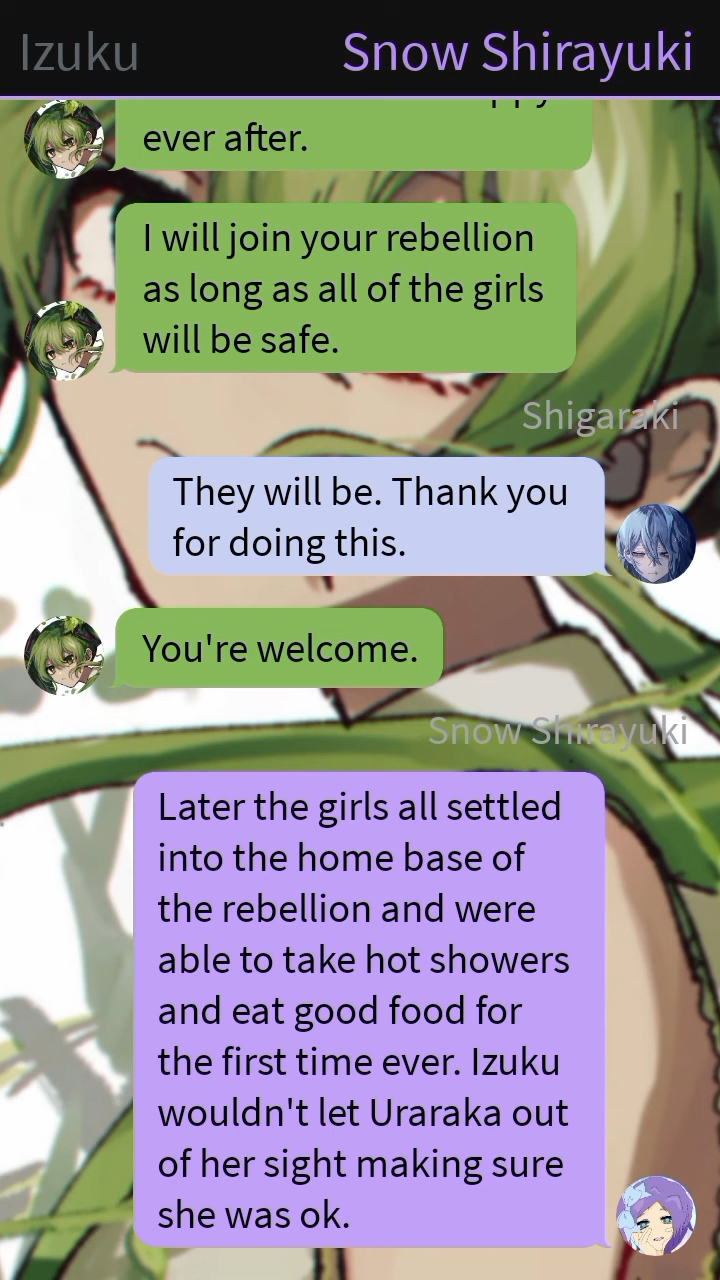 Izuku
Snow Shirayuki
ever after.
I will join your rebellion
as long as all of the girls
will be safe.
Shigaraki
They will be. Thank you
for doing this.
You're welcome.
Snow Shirayuki
Later the girls all settled
into the home base of
the rebellion and were
able to take hot showers
and eat good food for
the first time ever. Izuku
wouldn't let Uraraka out
of her sight making sure
she was ok.